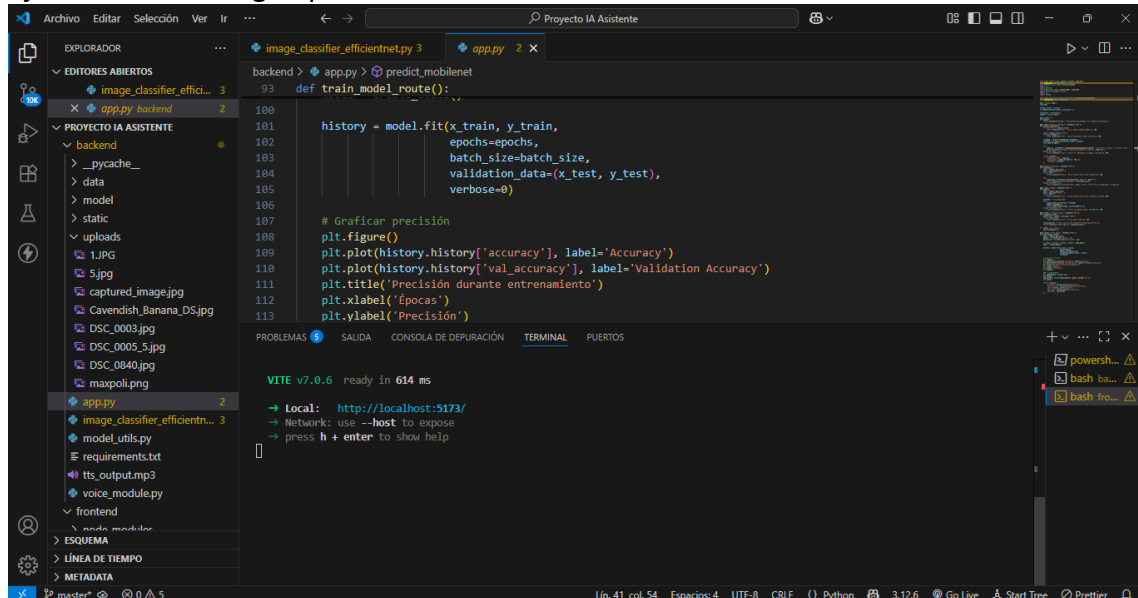 Archivo Editar Selección Ver Ir ··· Proyecto IA Asistente
EXPLORADOR ···
EDITORES ABIERTOS
image_classifier_effici... 3
app.py backend 2
PROYECTO IA ASISTENTE
backend
__pycache__
data
model
static
uploads
1.JPG
5.jpg
captured_image.jpg
Cavendish_Banana_DS.jpg
DSC_0003.jpg
DSC_0005_5.jpg
DSC_0840.jpg
maxpoli.png
app.py 2
image_classifier_efficientn... 3
model_utils.py
requirements.txt
tts_output.mp3
voice_module.py
frontend
ESQUEMA
LÍNEA DE TIEMPO
METADATA
10K
image_classifier_efficientnet.py 3 app.py 2
backend > app.py > predict_mobilenet
93 def train_model_route():
100
101 history = model.fit(x_train, y_train,
102 epochs=epochs,
103 batch_size=batch_size,
104 validation_data=(x_test, y_test),
105 verbose=0)
106
107 # Graficar precisión
108 plt.figure()
109 plt.plot(history.history['accuracy'], label='Accuracy')
110 plt.plot(history.history['val_accuracy'], label='Validation Accuracy')
111 plt.title('Precisión durante entrenamiento')
112 plt.xlabel('Épocas')
113 plt.ylabel('Precisión')
PROBLEMAS 5 SALIDA CONSOLA DE DEPURACIÓN TERMINAL PUERTOS
VITE v7.0.6 ready in 614 ms
→ Local: http://localhost:5173/
→ Network: use --host to expose
→ press h + enter to show help
powersh...
bash ba...
bash fro...
master* 0 5 Lín. 41, col. 54 Espacios: 4 UTF-8 CRLF {} Python 3.12.6 Go Live Start Tree Prettier